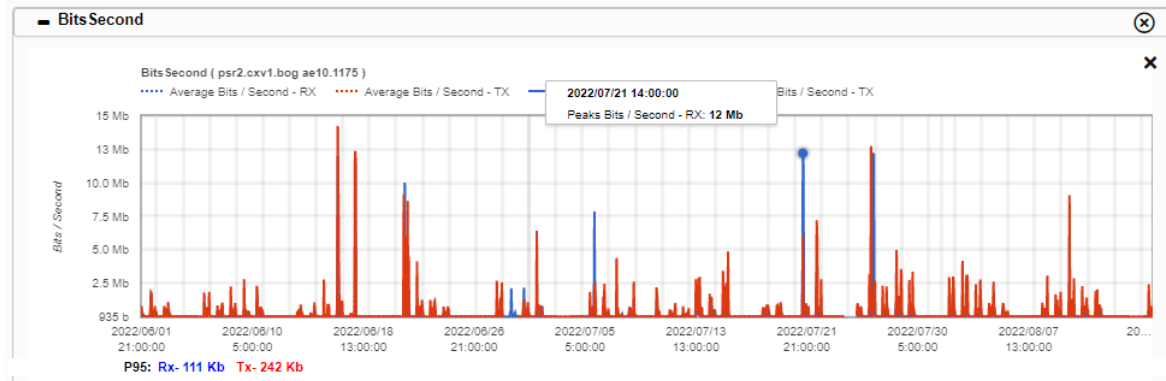 BitsSecond
BitsSecond ( psr2.cxv1.bog ae10.1175 )
Average Bits / Second - RX Average Bits / Second - TX Bits / Second - TX
2022/07/21 14:00:00
Peaks Bits / Second - RX: 12 Mb
15 Mb
13 Mb
10.0 Mb
7.5 Mb
5.0 Mb
2.5 Mb
935 b
Bits / Second
2022/06/01 2022/06/10 2022/06/18 2022/06/26 2022/07/05 2022/07/13 2022/07/21 2022/07/30 2022/08/07 20...
21:00:00 5:00:00 13:00:00 21:00:00 5:00:00 13:00:00 21:00:00 5:00:00 13:00:00
P95: Rx- 111 Kb Tx- 242 Kb